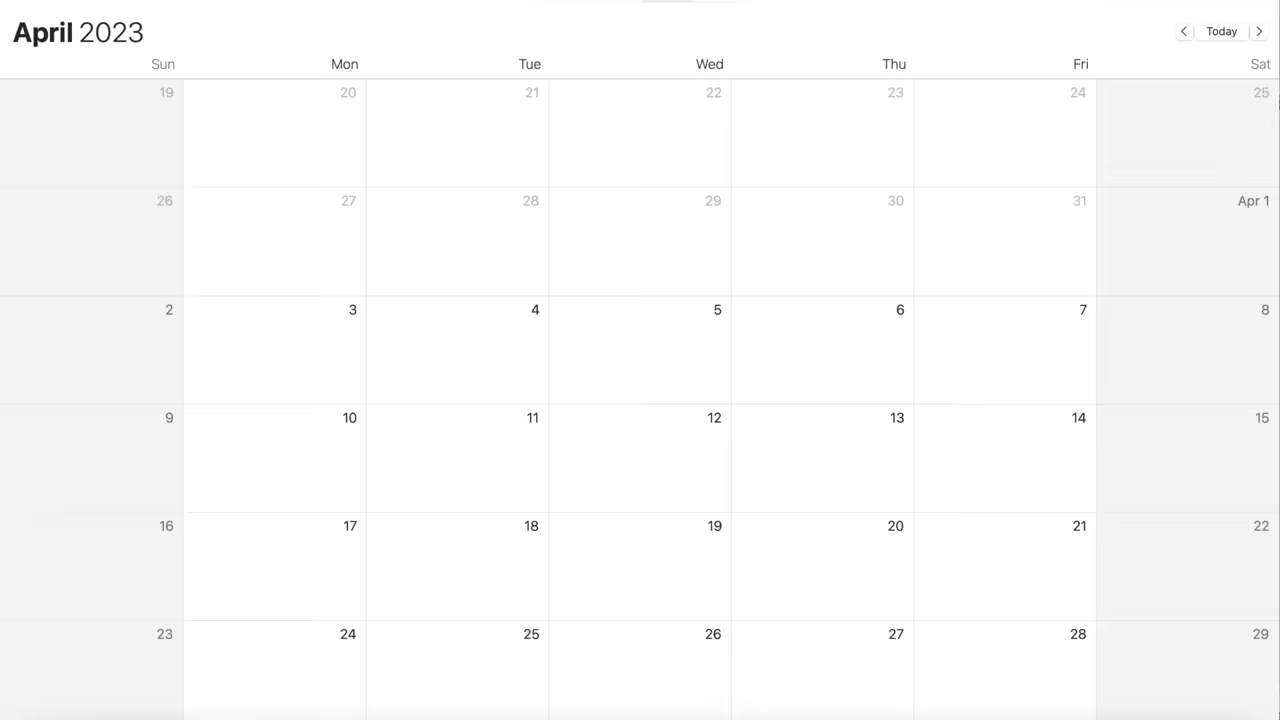 April 2023
Today
Sun Mon Tue Wed Thu Fri Sat
19 20 21 22 23 24 25
26 27 28 29 30 31 Apr 1
2 3 4 5 6 7 8
9 10 11 12 13 14 15
16 17 18 19 20 21 22
23 24 25 26 27 28 29